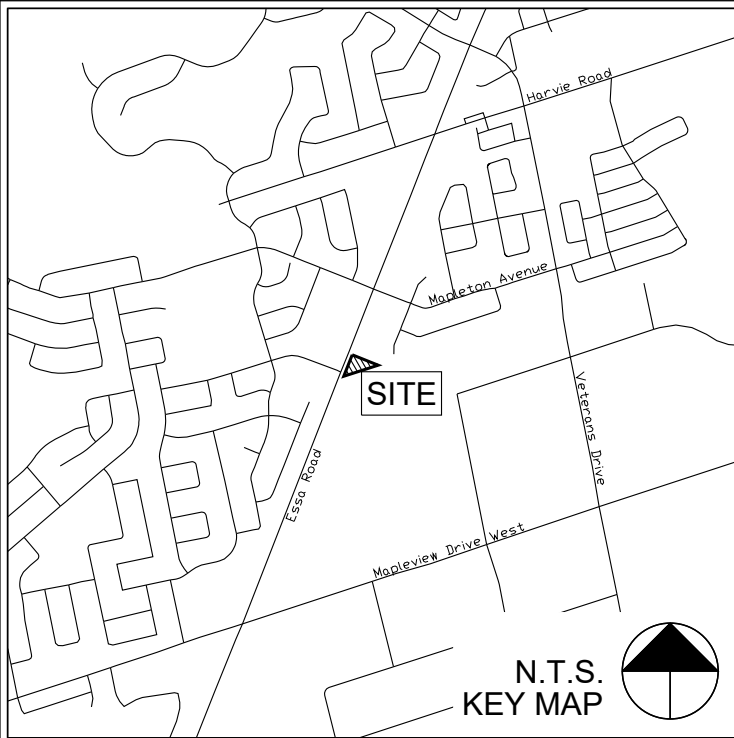 Harvie Road
Mapleton Avenue
SITE
Veterans Drive
Essa Road
Mapleview Drive West
N.T.S.
KEY MAP